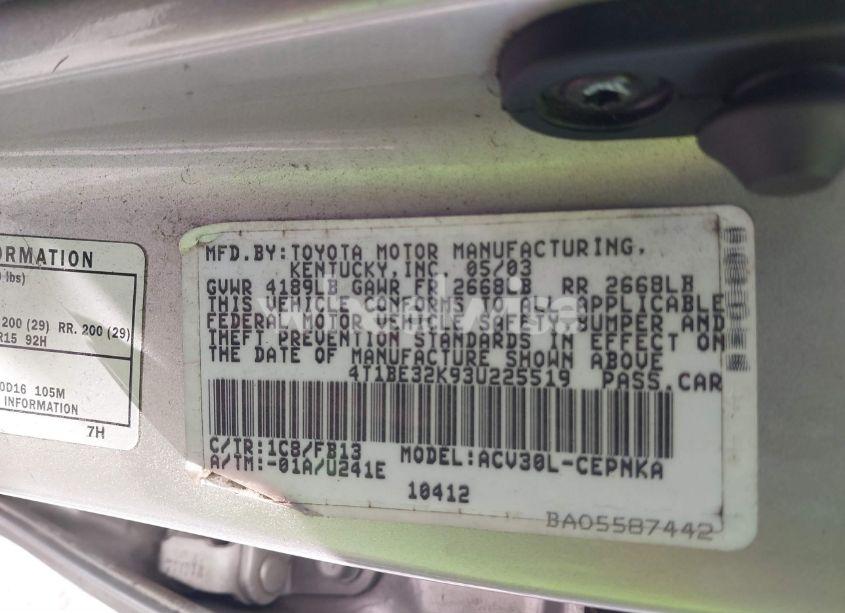 ORMATION
lbs)
200 (29) RR. 200 (29)
R15 92H
0D16 105M
INFORMATION
7H
MFD.BY:TOYOTA MOTOR MANUFACTURING,
KENTUCKY,INC. 05/03
GVWR 4189LB GAWR FR 2668LB RR 2668LB
THIS VEHICLE CONFORMS TO ALL APPLICABLE
FEDERAL MOTOR VEHICLE SAFETY,BUMPER AND
THEFT PREVENTION STANDARDS IN EFFECT ON
THE DATE OF MANUFACTURE SHOWN ABOVE
4T1BE32K93U225519 PASS.CAR
C/TR:1C8/FB13 MODEL:ACV30L-CEPNKA
A/TM:-01A/U241E
10412
BA05587442